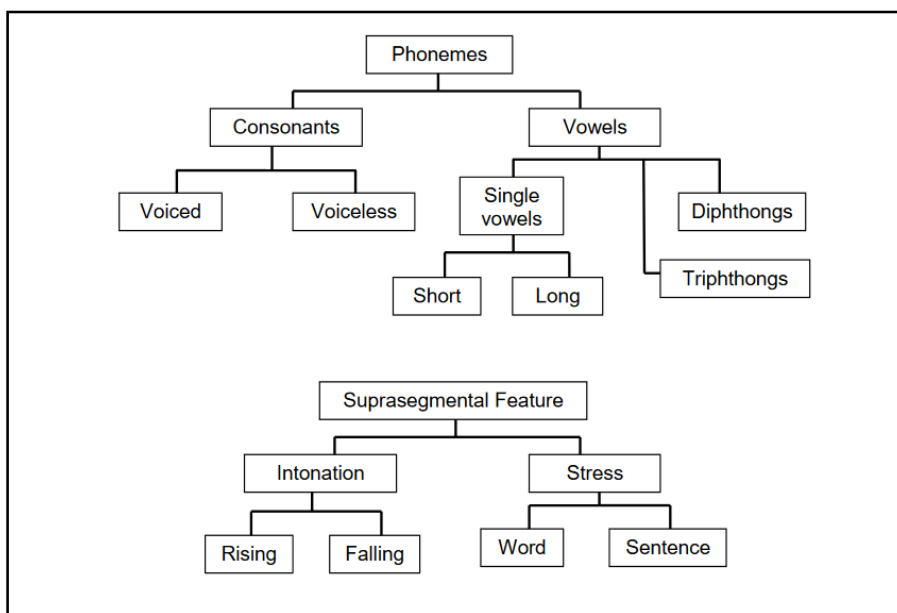 Phonemes
Consonants
Vowels
Voiced
Voiceless
Single
vowels
Diphthongs
Short
Long
Triphthongs
Suprasegmental Feature
Intonation
Stress
Rising
Falling
Word
Sentence